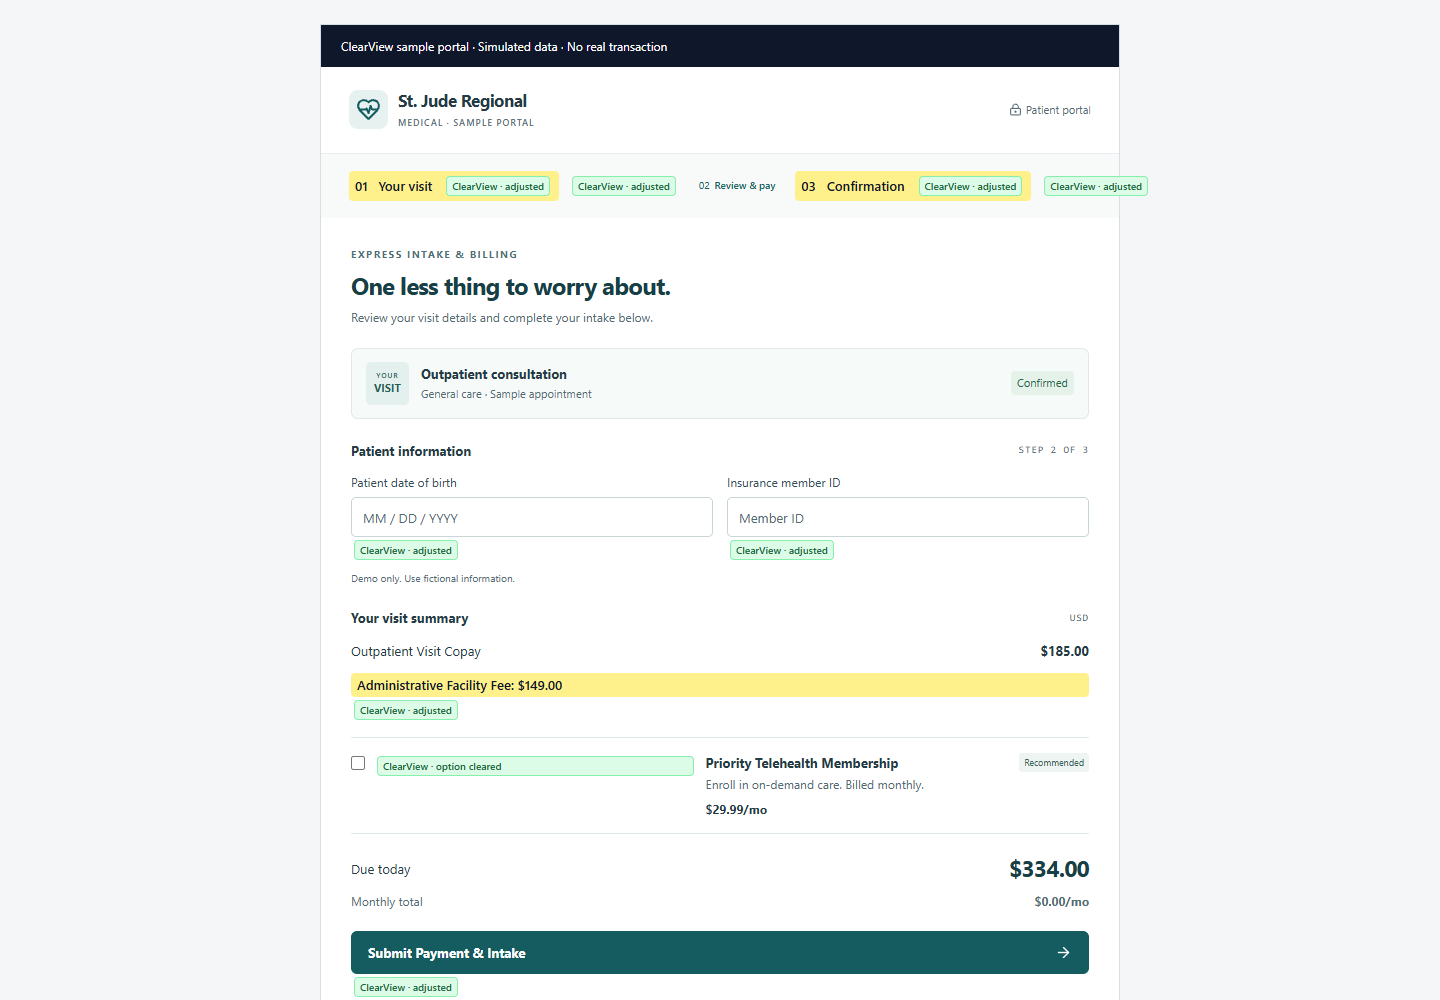 ClearView sample portal · Simulated data · No real transaction
St. Jude Regional
MEDICAL · SAMPLE PORTAL
Patient portal
01 Your visit ClearView · adjusted ClearView · adjusted 02 Review & pay 03 Confirmation ClearView · adjusted ClearView · adjusted
EXPRESS INTAKE & BILLING
One less thing to worry about.
Review your visit details and complete your intake below.
YOUR
VISIT
Outpatient consultation
General care · Sample appointment
Confirmed
Patient information
STEP 2 OF 3
Patient date of birth
MM / DD / YYYY
ClearView · adjusted
Insurance member ID
Member ID
ClearView · adjusted
Demo only. Use fictional information.
Your visit summary
USD
Outpatient Visit Copay $185.00
Administrative Facility Fee: $149.00
ClearView · adjusted
ClearView · option cleared
Priority Telehealth Membership
Enroll in on-demand care. Billed monthly.
$29.99/mo
Recommended
Due today $334.00
Monthly total $0.00/mo
Submit Payment & Intake
ClearView · adjusted